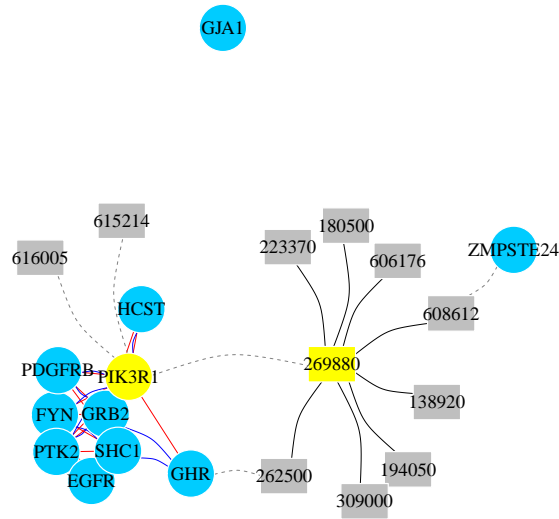 GJA1
615214
180500
616005
223370
606176
ZMPSTE24
HCST
608612
269880
PDGFRB
PIK3R1
138920
FYN
GRB2
PTK2
SHC1
194050
GHR
262500
EGFR
309000